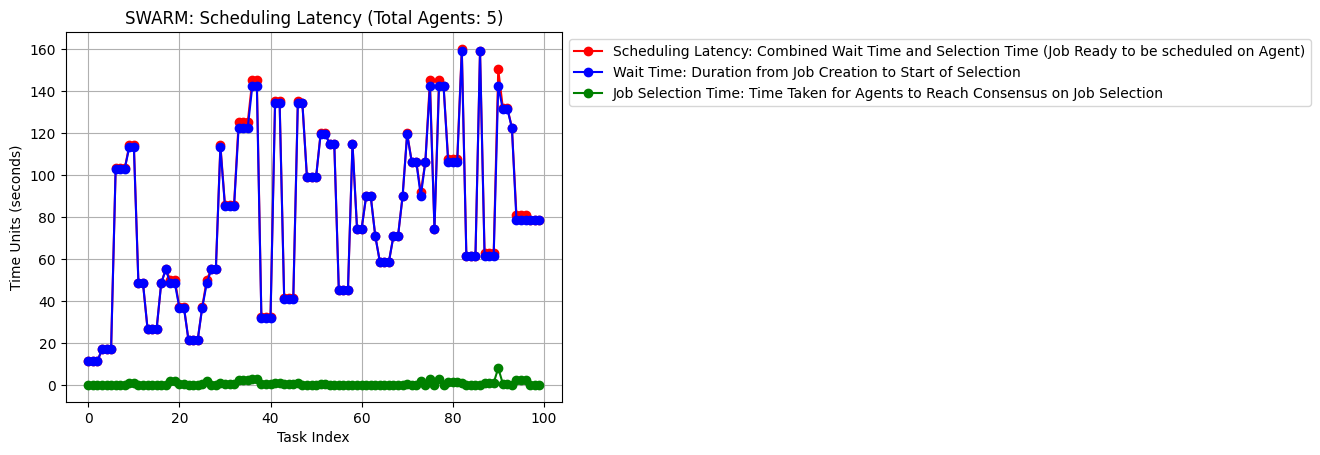 SWARM: Scheduling Latency (Total Agents: 5)
Scheduling Latency: Combined Wait Time and Selection Time (Job Ready to be scheduled on Agent)
Wait Time: Duration from Job Creation to Start of Selection
Job Selection Time: Time Taken for Agents to Reach Consensus on Job Selection
Time Units (seconds)
160
140
120
100
80
60
40
20
0
0 20 40 60 80 100
Task Index